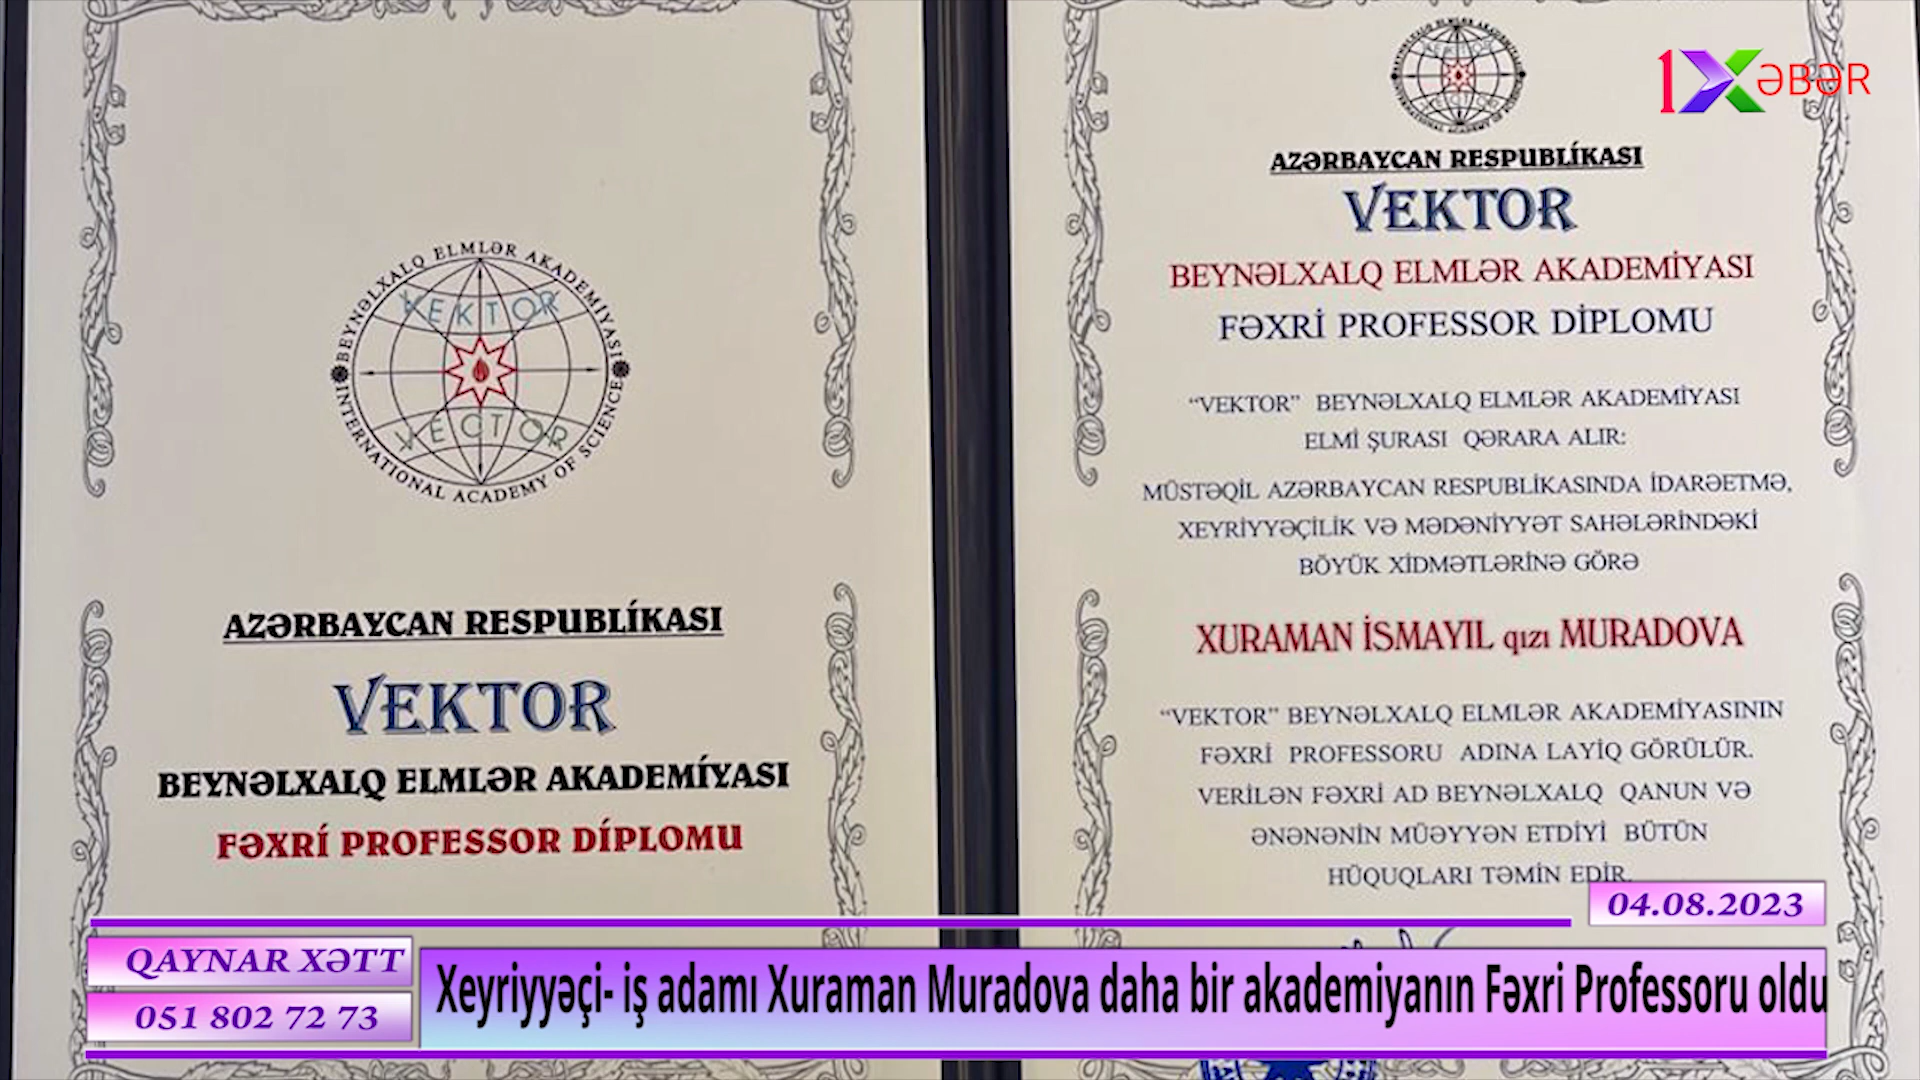 BEYNƏLXALQ ELMLƏR AKADEMİYASI
VEKTOR
VECTOR
INTERNATIONAL ACADEMY OF SCIENCE
AZƏRBAYCAN RESPUBLİKASI
VEKTOR
BEYNƏLXALQ ELMLƏR AKADEMİYASI
FƏXRİ PROFESSOR DİPLOMU
AZƏRBAYCAN RESPUBLİKASI
VEKTOR
BEYNƏLXALQ ELMLƏR AKADEMİYASI
FƏXRİ PROFESSOR DİPLOMU
“VEKTOR” BEYNƏLXALQ ELMLƏR AKADEMİYASI
ELMİ ŞURASI QƏRARA ALIR:
MÜSTƏQİL AZƏRBAYCAN RESPUBLİKASINDA İDARƏETMƏ,
XEYRİYYƏÇİLİK VƏ MƏDƏNİYYƏT SAHƏLƏRİNDƏKİ
BÖYÜK XİDMƏTLƏRİNƏ GÖRƏ
XURAMAN İSMAYIL qızı MURADOVA
“VEKTOR” BEYNƏLXALQ ELMLƏR AKADEMİYASININ
FƏXRİ PROFESSORU ADINA LAYİQ GÖRÜLÜR.
VERİLƏN FƏXRİ AD BEYNƏLXALQ QANUN VƏ
ƏNƏNƏNİN MÜƏYYƏN ETDİYİ BÜTÜN
HÜQUQLARI TƏMİN EDİR.
1XƏBƏR
04.08.2023
QAYNAR XƏTT
051 802 72 73
Xeyriyyəçi- iş adamı Xuraman Muradova daha bir akademiyanın Fəxri Professoru oldu